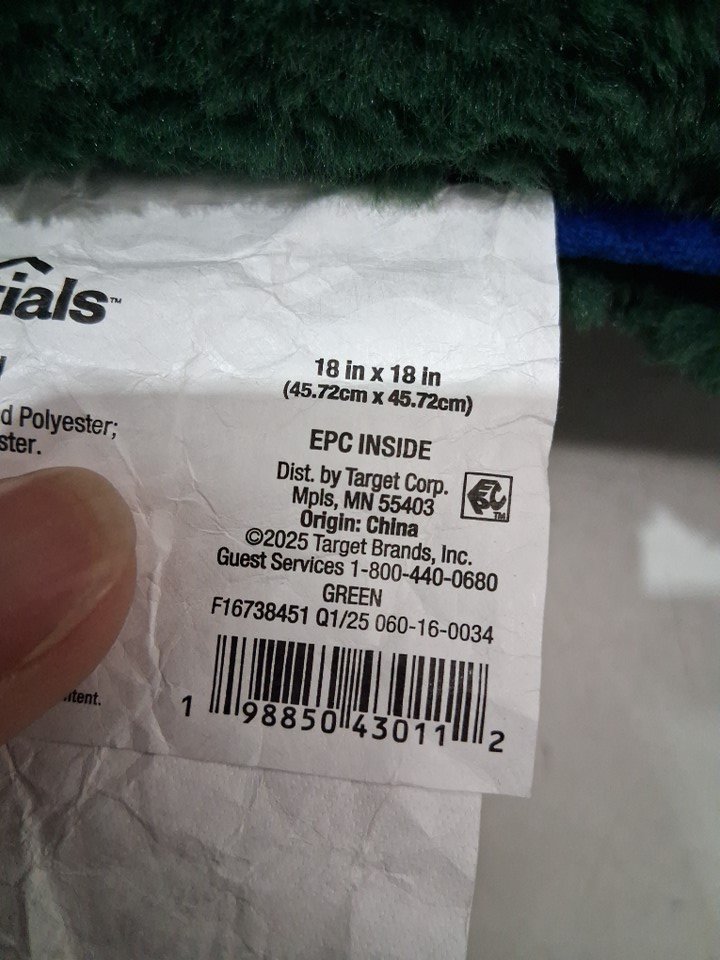 ials™
d Polyester;
ster.
18 in x 18 in
(45.72cm x 45.72cm)
EPC INSIDE
Dist. by Target Corp.
Mpls, MN 55403
Origin: China
©2025 Target Brands, Inc.
Guest Services 1-800-440-0680
GREEN
F16738451 Q1/25 060-16-0034
1 98850 43011 2